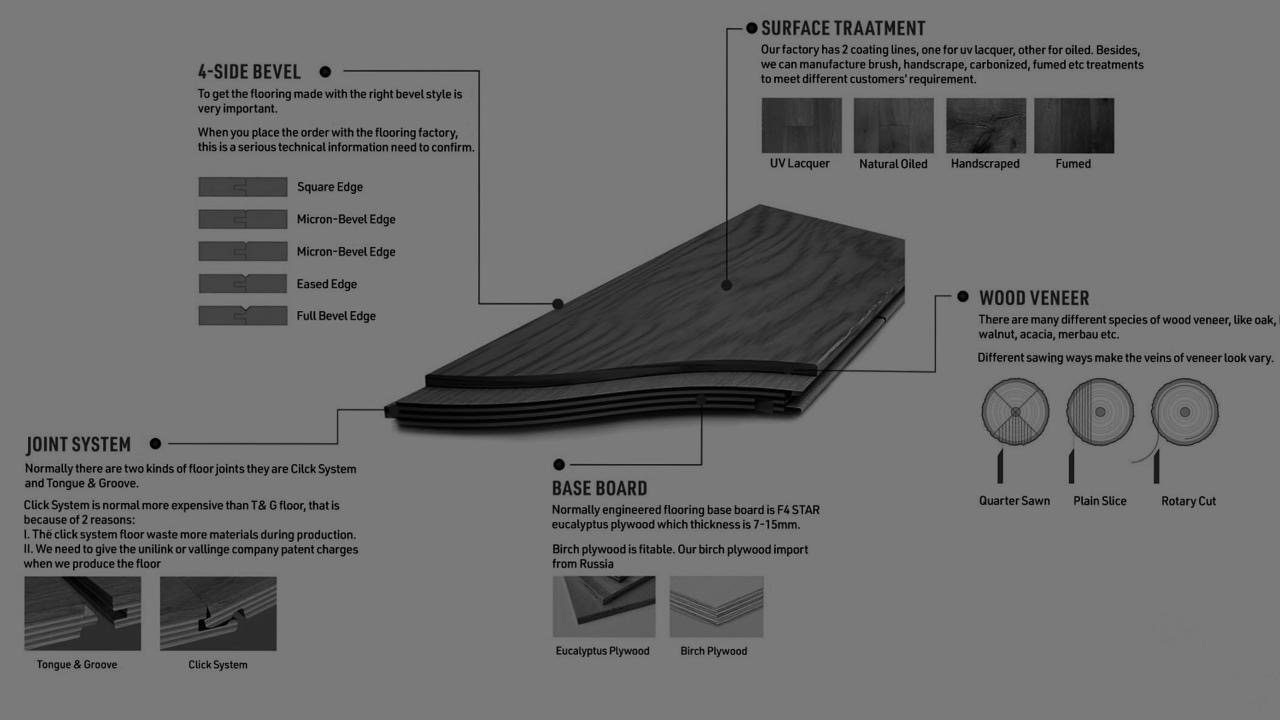 SURFACE TRAATMENT
Our factory has 2 coating lines, one for uv lacquer, other for oiled. Besides,
we can manufacture brush, handscrape, carbonized, fumed etc treatments
to meet different customers' requirement.
UV Lacquer
Natural Oiled
Handscraped
Fumed
4-SIDE BEVEL
To get the flooring made with the right bevel style is
very important.
When you place the order with the flooring factory,
this is a serious technical information need to confirm.
Square Edge
Micron-Bevel Edge
Micron-Bevel Edge
Eased Edge
Full Bevel Edge
WOOD VENEER
There are many different species of wood veneer, like oak,
walnut, acacia, merbau etc.
Different sawing ways make the veins of veneer look vary.
Quarter Sawn
Plain Slice
Rotary Cut
JOINT SYSTEM
Normally there are two kinds of floor joints they are Cilck System
and Tongue & Groove.
Click System is normal more expensive than T& G floor, that is
because of 2 reasons:
I. The click system floor waste more materials during production.
II. We need to give the unilink or vallinge company patent charges
when we produce the floor
Tongue & Groove
Click System
BASE BOARD
Normally engineered flooring base board is F4 STAR
eucalyptus plywood which thickness is 7-15mm.
Birch plywood is fitable. Our birch plywood import
from Russia
Eucalyptus Plywood
Birch Plywood